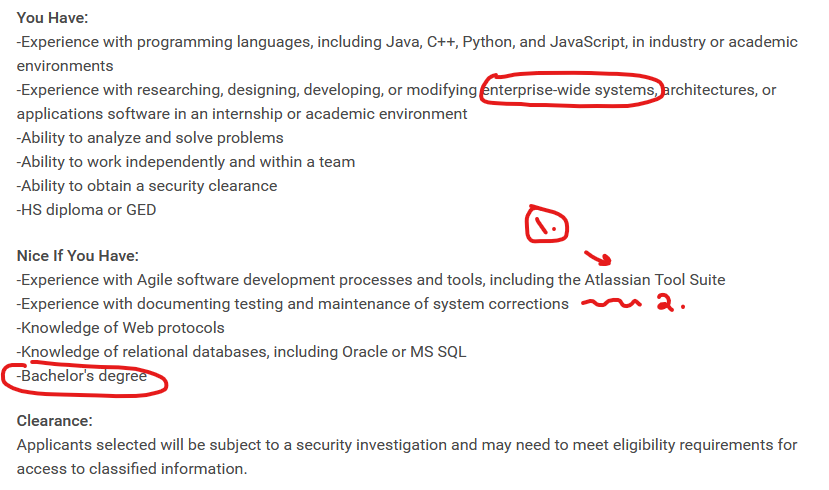 You Have:
-Experience with programming languages, including Java, C++, Python, and JavaScript, in industry or academic
environments
-Experience with researching, designing, developing, or modifying enterprise-wide systems, architectures, or
applications software in an internship or academic environment
-Ability to analyze and solve problems
-Ability to work independently and within a team
-Ability to obtain a security clearance
-HS diploma or GED
1.
Nice If You Have:
-Experience with Agile software development processes and tools, including the Atlassian Tool Suite
-Experience with documenting testing and maintenance of system corrections 2.
-Knowledge of Web protocols
-Knowledge of relational databases, including Oracle or MS SQL
-Bachelor's degree
Clearance:
Applicants selected will be subject to a security investigation and may need to meet eligibility requirements for
access to classified information.